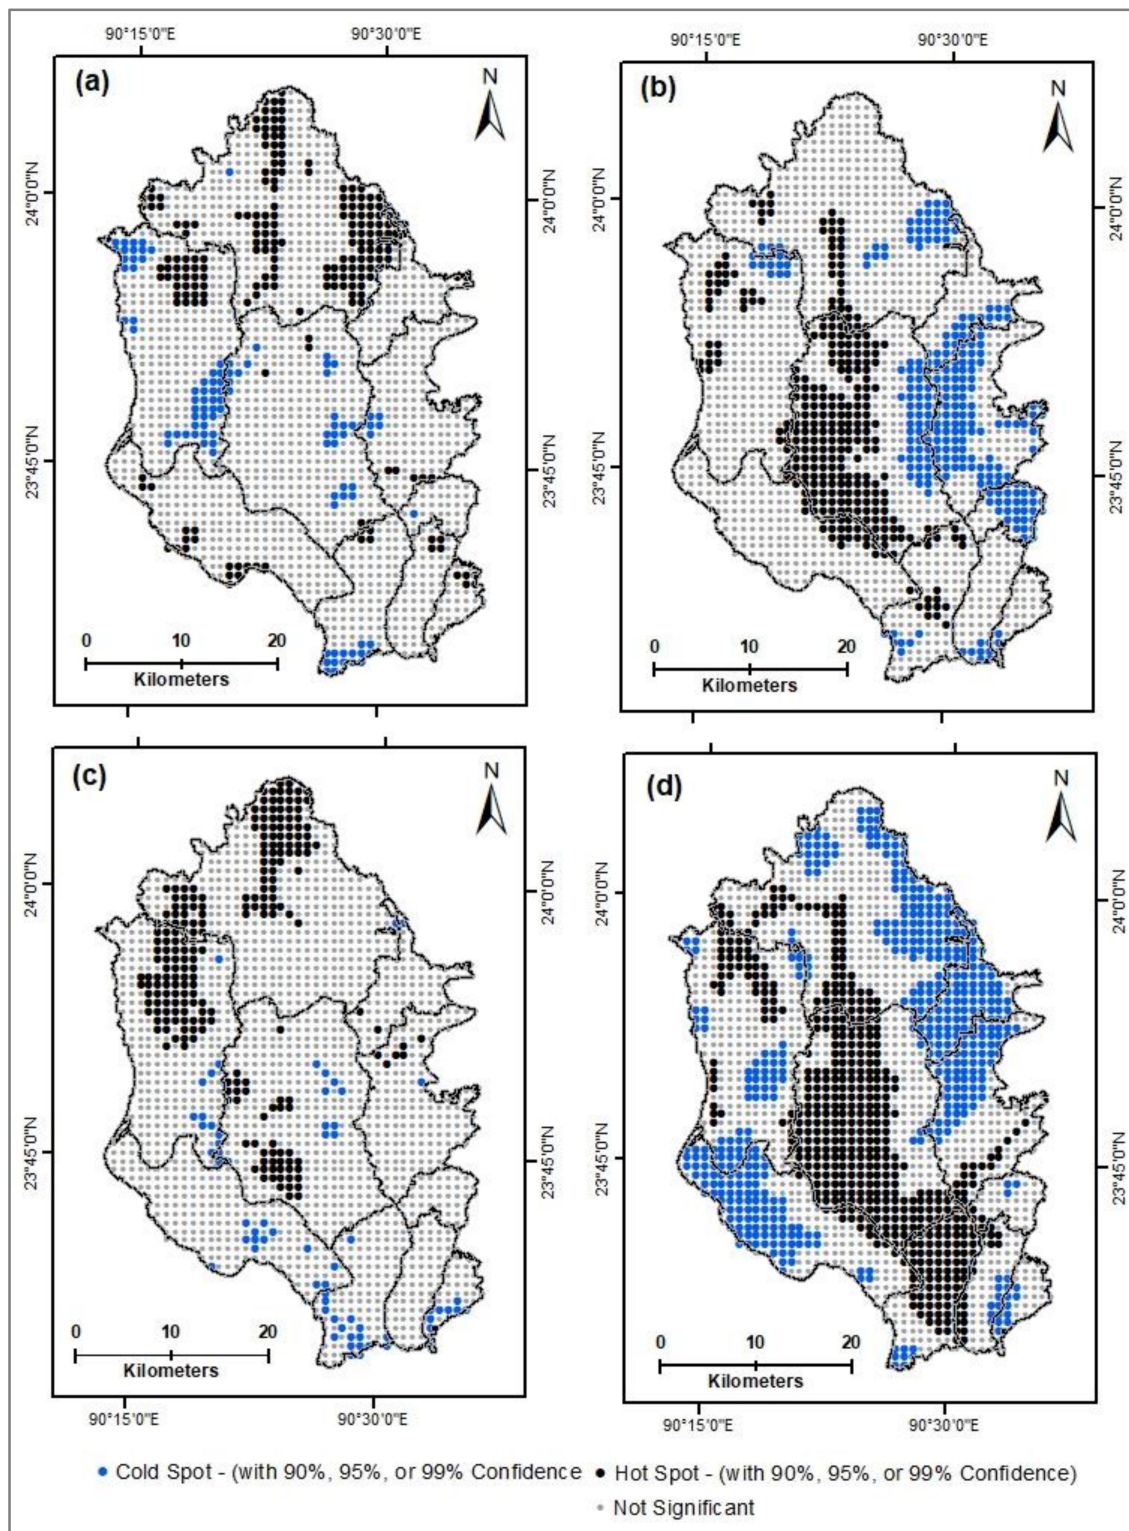 90°15'0"E 90°30'0"E 90°15'0"E 90°30'0"E
(a) N (b) N
24°0'0"N 24°0'0"N 24°0'0"N 24°0'0"N
23°45'0"N 23°45'0"N 23°45'0"N 23°45'0"N
0 10 20 0 10 20
Kilometers Kilometers
(c) N (d) N
24°0'0"N 24°0'0"N 24°0'0"N 24°0'0"N
23°45'0"N 23°45'0"N 23°45'0"N 23°45'0"N
0 10 20 0 10 20
Kilometers Kilometers
90°15'0"E 90°30'0"E 90°15'0"E 90°30'0"E
Cold Spot - (with 90%, 95%, or 99% Confidence Hot Spot - (with 90%, 95%, or 99% Confidence)
Not Significant